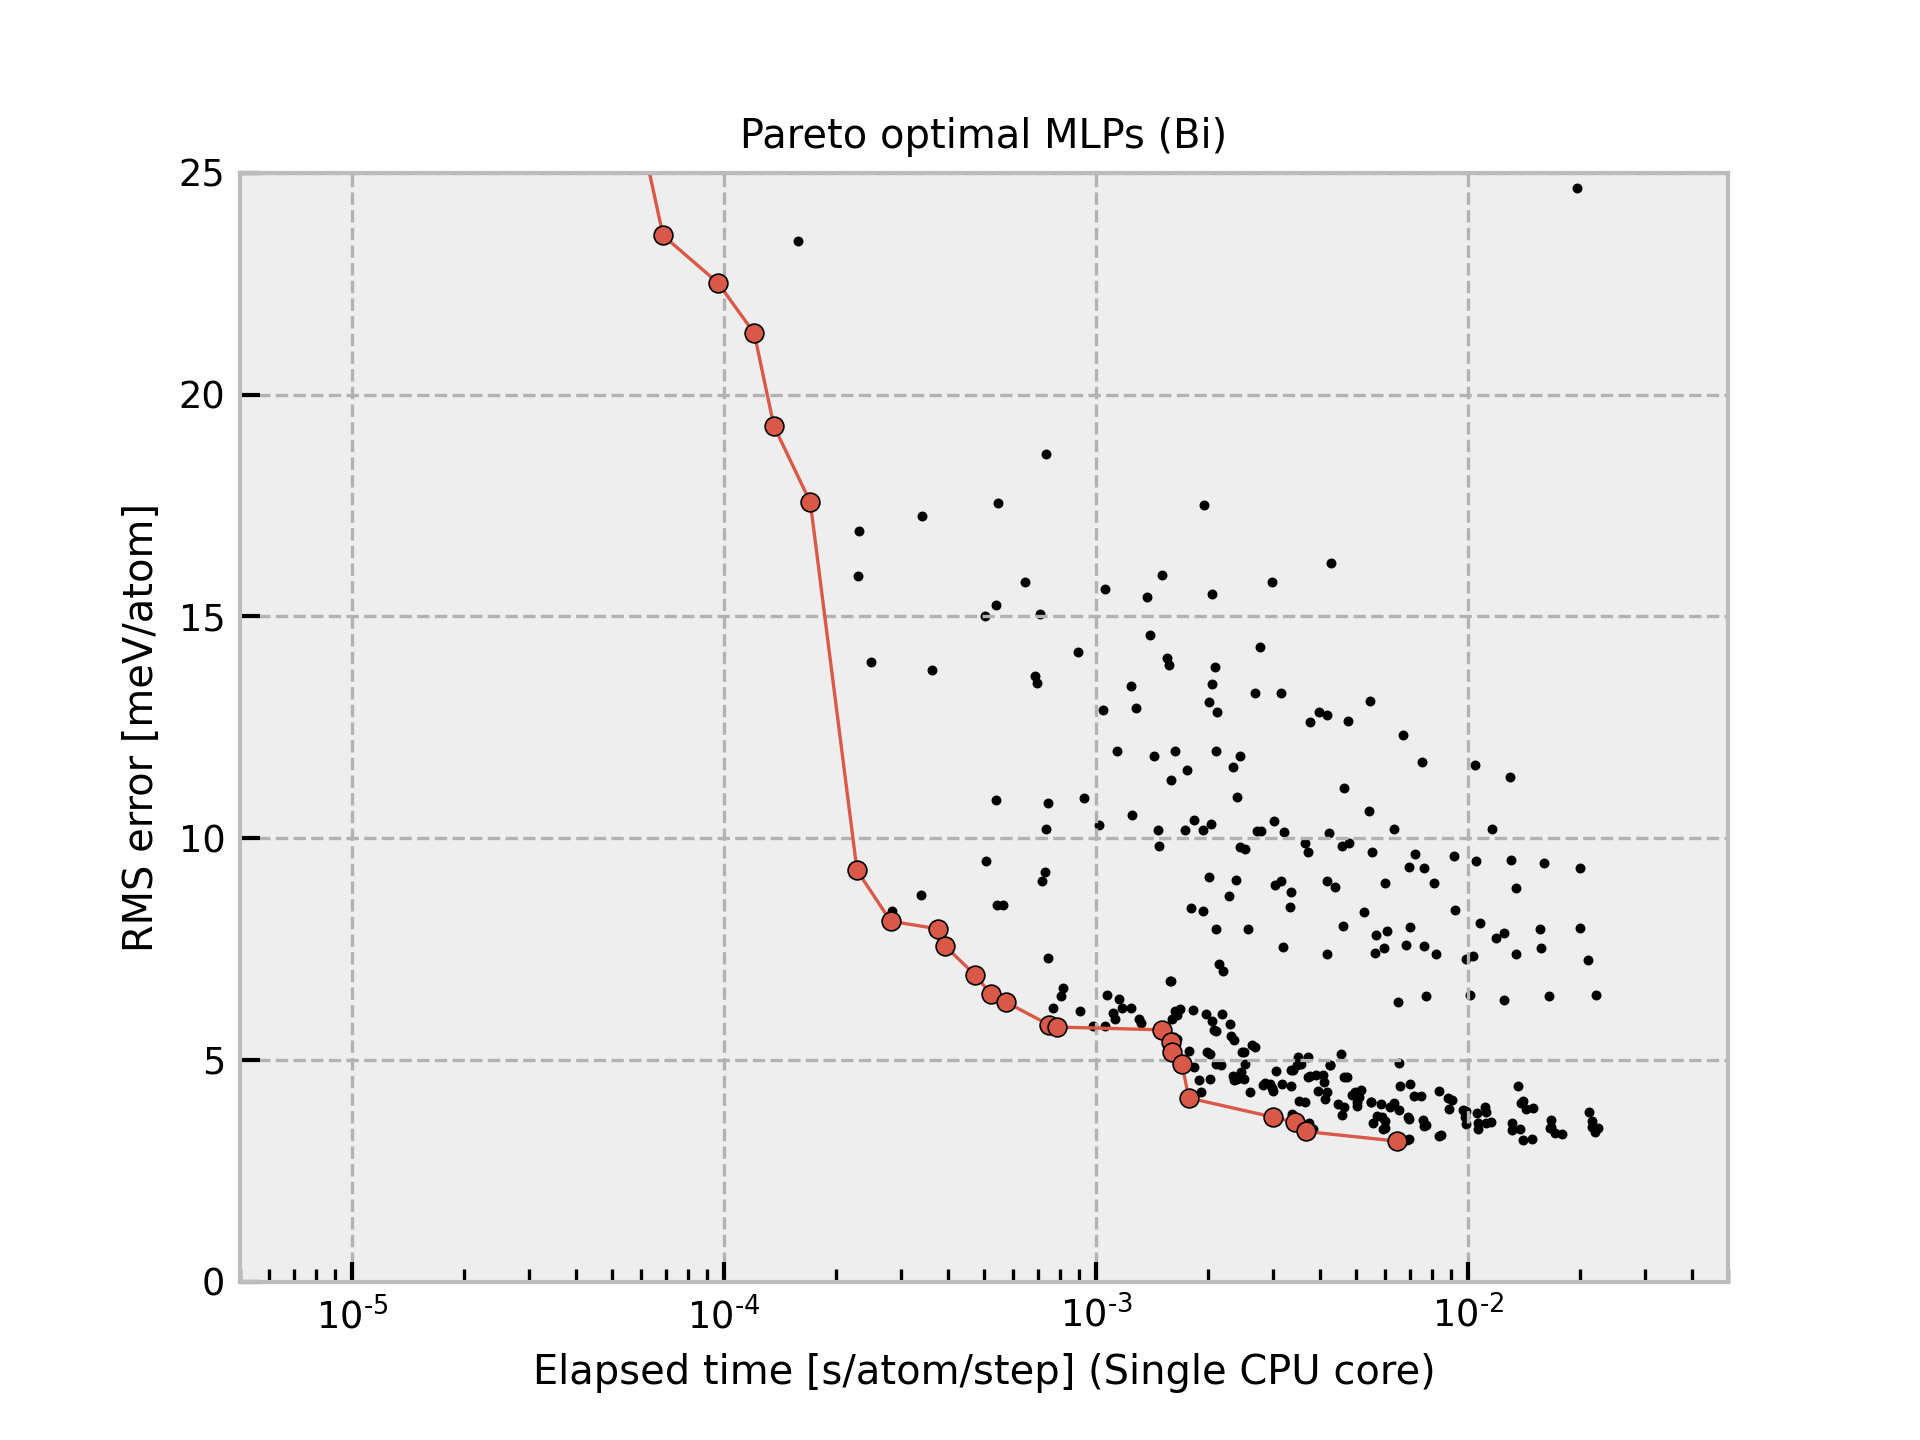 Pareto optimal MLPs (Bi)
25
20
15
10
5
0
RMS error [meV/atom]
10^-5 10^-4 10^-3 10^-2
Elapsed time [s/atom/step] (Single CPU core)